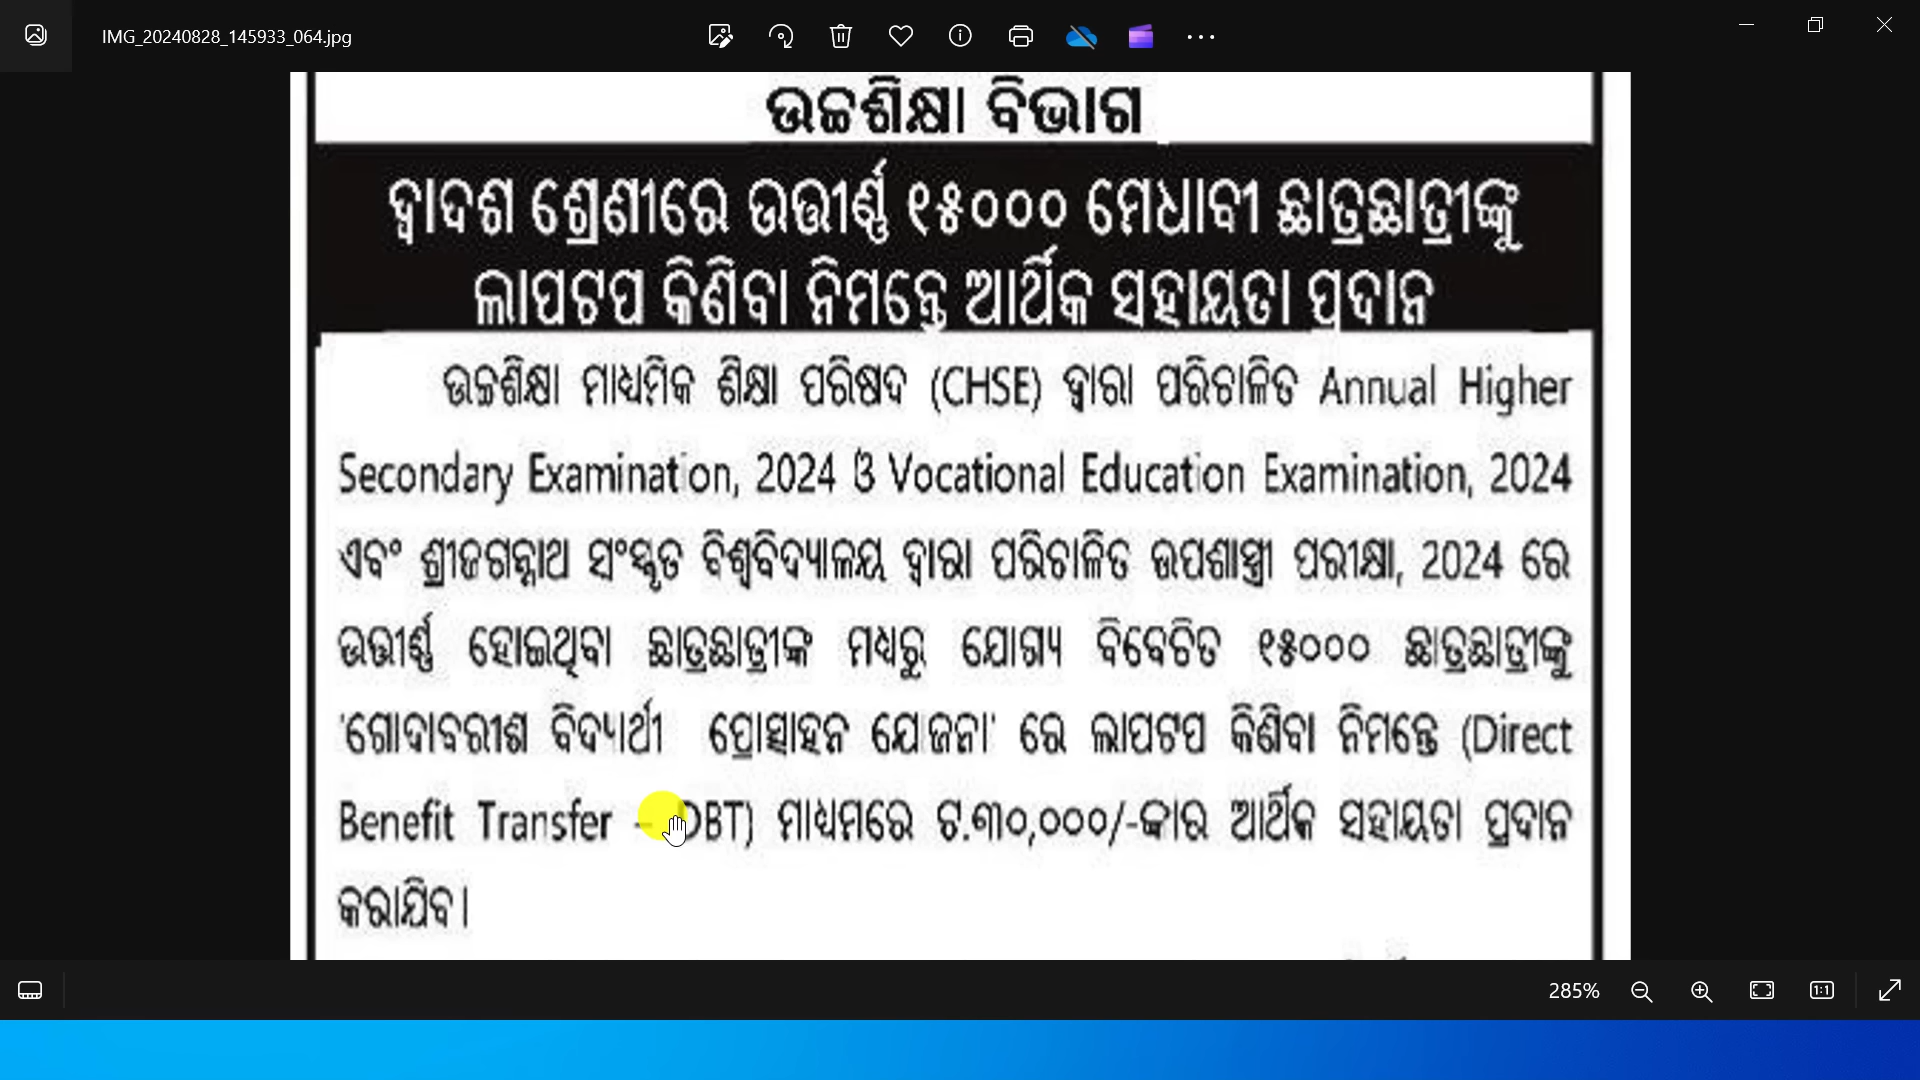 IMG_20240828_145933_064.jpg
ଉଚ୍ଚଶିକ୍ଷା ବିଭାଗ
ଦ୍ୱାଦଶ ଶ୍ରେଣୀରେ ଉତ୍ତୀର୍ଣ୍ଣ ୧୫୦୦୦ ମେଧାବୀ ଛାତ୍ରଛାତ୍ରୀଙ୍କୁ
ଲାପଟପ କିଣିବା ନିମନ୍ତେ ଆର୍ଥିକ ସହାୟତା ପ୍ରଦାନ
ଉଚ୍ଚଶିକ୍ଷା ମାଧ୍ୟମିକ ଶିକ୍ଷା ପରିଷଦ (CHSE) ଦ୍ୱାରା ପରିଚାଳିତ Annual Higher
Secondary Examination, 2024 ଓ Vocational Education Examination, 2024
ଏବଂ ଶ୍ରୀଜଗନ୍ନାଥ ସଂସ୍କୃତ ବିଶ୍ୱବିଦ୍ୟାଳୟ ଦ୍ୱାରା ପରିଚାଳିତ ଉପଶାସ୍ତ୍ରୀ ପରୀକ୍ଷା, 2024 ରେ
ଉତ୍ତୀର୍ଣ୍ଣ ହୋଇଥିବା ଛାତ୍ରଛାତ୍ରୀଙ୍କ ମଧ୍ୟରୁ ଯୋଗ୍ୟ ବିବେଚିତ ୧୫୦୦୦ ଛାତ୍ରଛାତ୍ରୀଙ୍କୁ
'ଗୋଦାବରୀଶ ବିଦ୍ୟାର୍ଥୀ ପ୍ରୋତ୍ସାହନ ଯୋଜନା' ରେ ଲାପଟପ କିଣିବା ନିମନ୍ତେ (Direct
Benefit Transfer – DBT) ମାଧ୍ୟମରେ ଟ.୩୦,୦୦୦/-ଙ୍କାର ଆର୍ଥିକ ସହାୟତା ପ୍ରଦାନ
କରାଯିବ।
285%
1:1